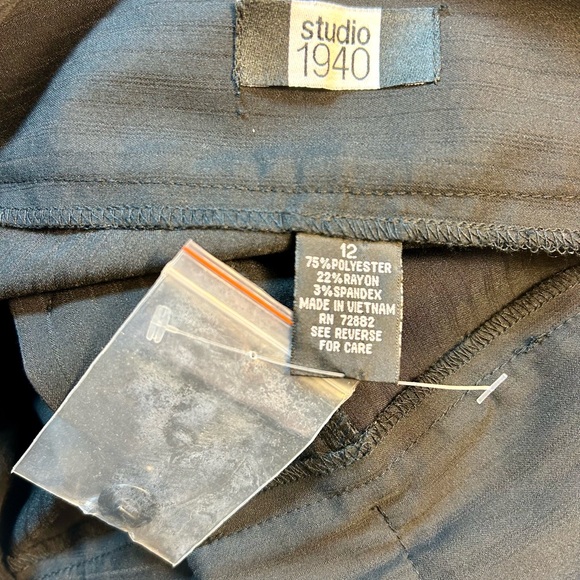 studio
1940
12
75%POLYESTER
22%RAYON
3%SPANDEX
MADE IN VIETNAM
RN 72882
SEE REVERSE
FOR CARE